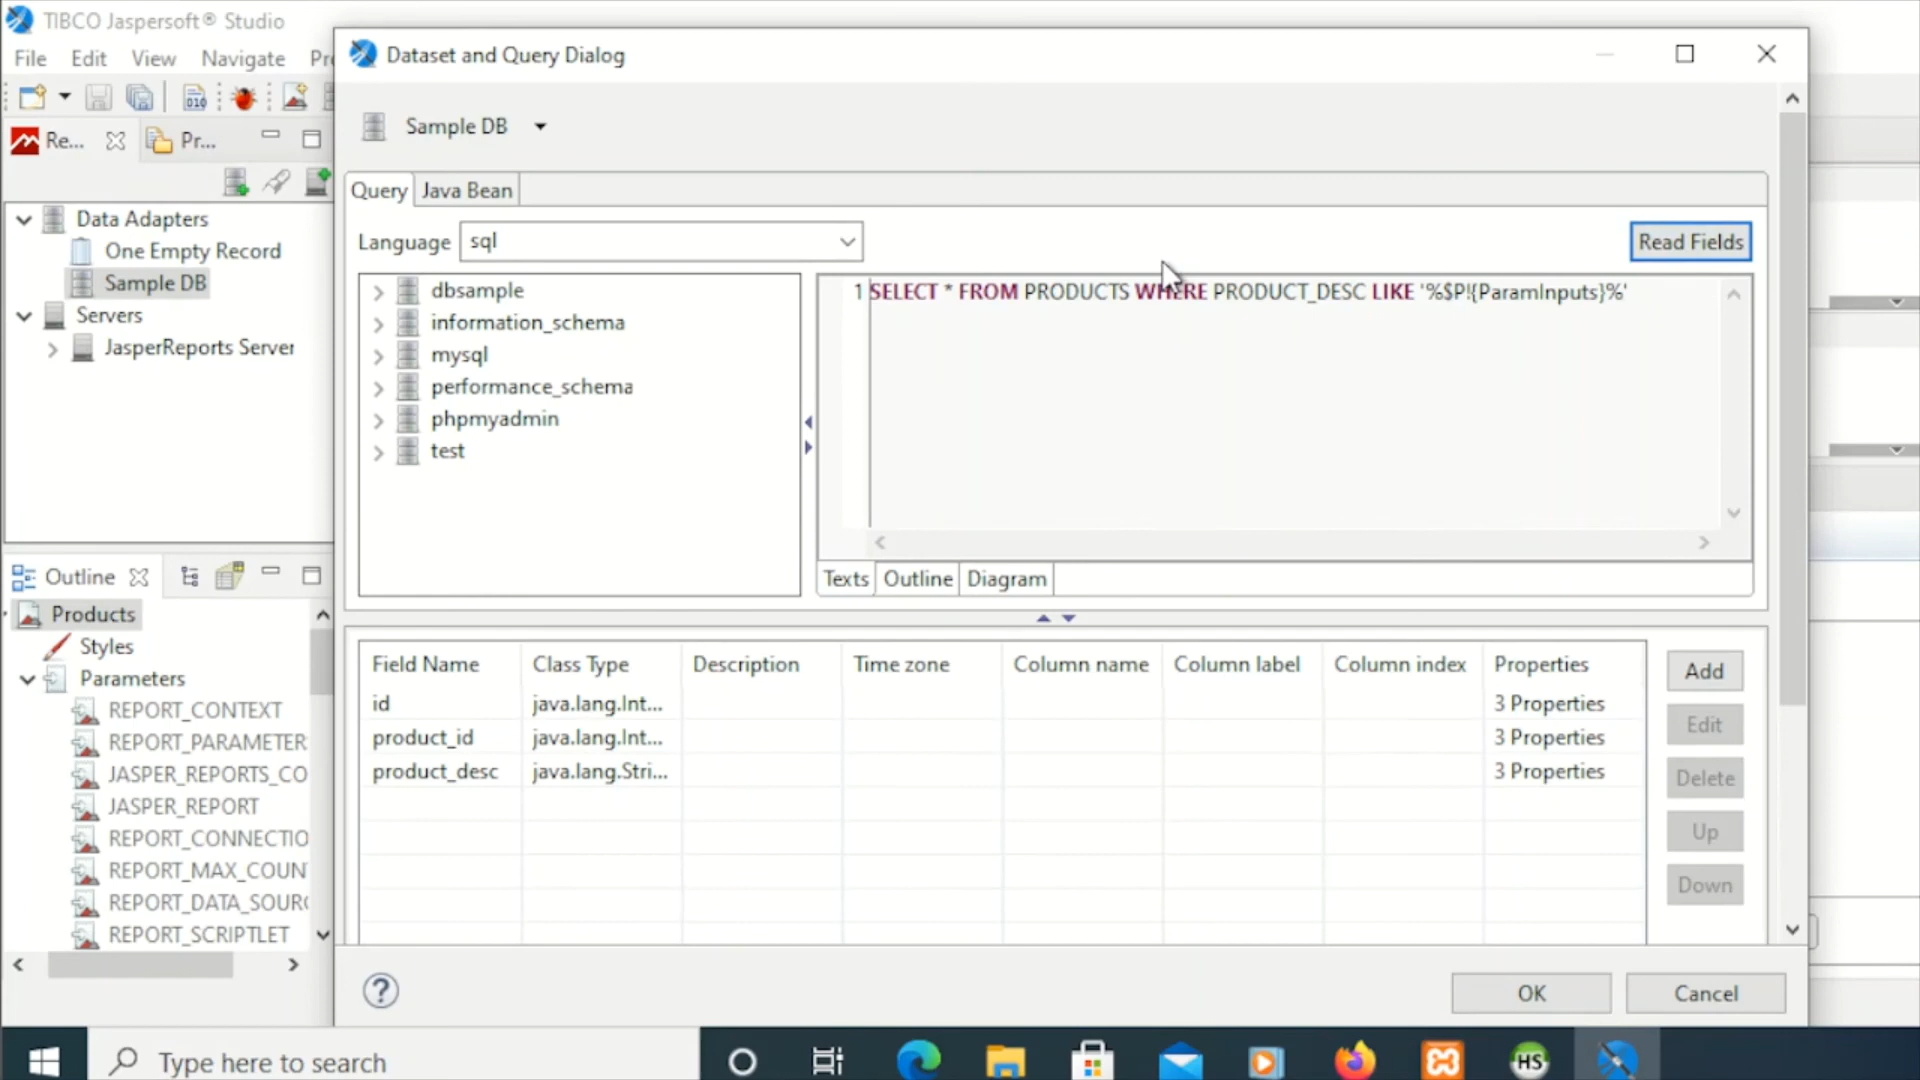 TIBCO Jaspersoft® Studio
File Edit View Navigate Pr
Dataset and Query Dialog
Re... Pr...
Data Adapters
One Empty Record
Sample DB
Servers
JasperReports Server
Outline
Products
Styles
Parameters
REPORT_CONTEXT
REPORT_PARAMETER
JASPER_REPORTS_CO
JASPER_REPORT
REPORT_CONNECTIO
REPORT_MAX_COUN
REPORT_DATA_SOUR
REPORT_SCRIPTLET
Sample DB
Query Java Bean
Language sql
Read Fields
dbsample
information_schema
mysql
performance_schema
phpmyadmin
test
1 SELECT * FROM PRODUCTS WHERE PRODUCT_DESC LIKE '%$P!{ParamInputs}%'
Texts Outline Diagram
Field Name Class Type Description Time zone Column name Column label Column index Properties
id java.lang.Int... 3 Properties
product_id java.lang.Int... 3 Properties
product_desc java.lang.Stri... 3 Properties
Add
Edit
Delete
Up
Down
?
OK Cancel
Type here to search
HS